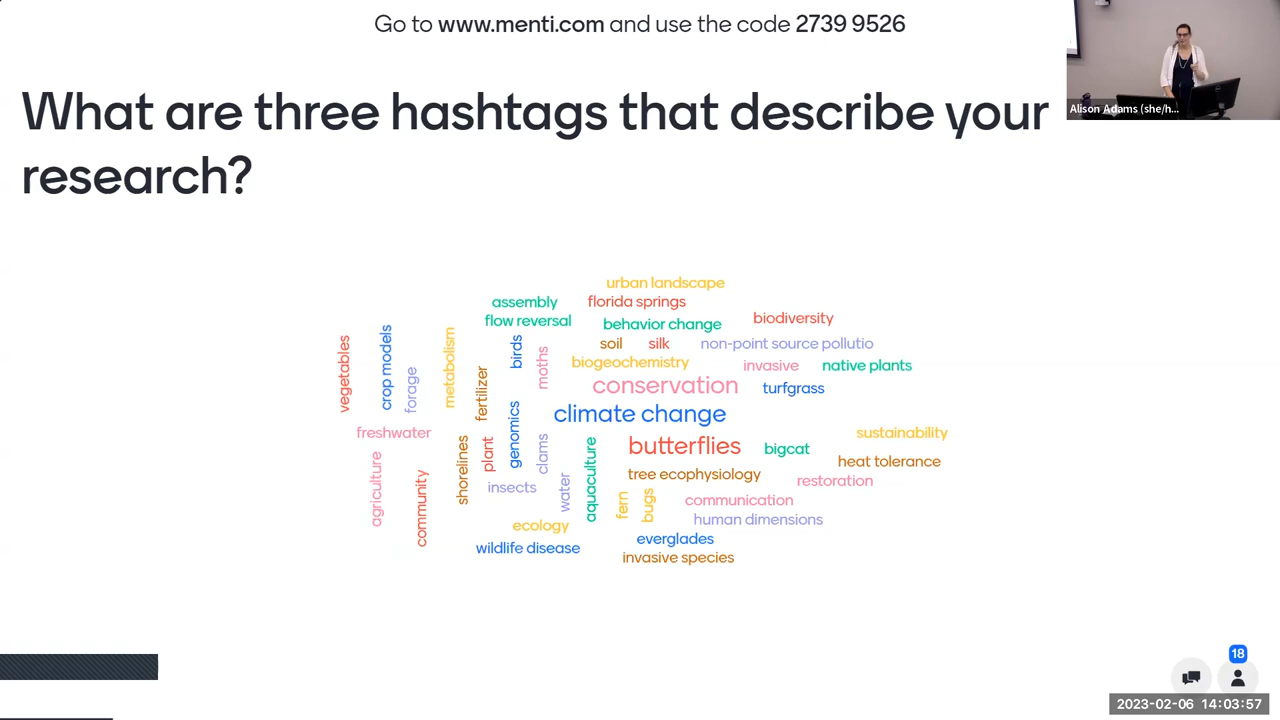 Go to www.menti.com and use the code 2739 9526
Alison Adams (she/h...
What are three hashtags that describe your
research?
urban landscape
assembly
florida springs
flow reversal
behavior change
biodiversity
vegetables
crop models
forage
metabolism
fertilizer
birds
moths
soil
silk
non-point source pollutio
biogeochemistry
invasive
native plants
conservation
turfgrass
climate change
freshwater
genomics
clams
plant
shorelines
butterflies
bigcat
sustainability
agriculture
community
aquaculture
heat tolerance
tree ecophysiology
restoration
insects
water
fern
bugs
communication
human dimensions
ecology
everglades
wildlife disease
invasive species
18
2023-02-06 14:03:57